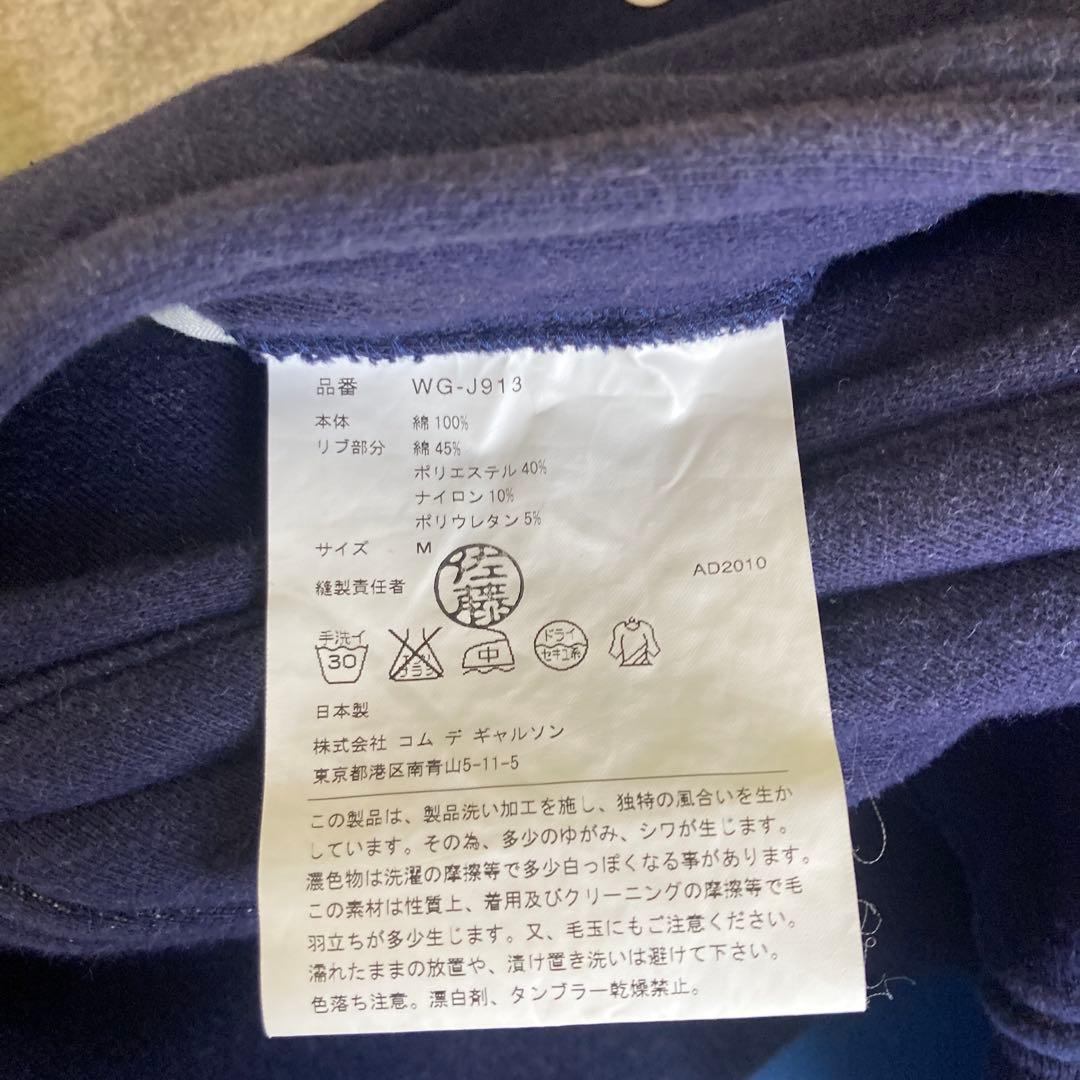 品番 WG-J913
本体 綿 100%
リブ部分 綿 45%
ポリエステル 40%
ナイロン 10%
ポリウレタン 5%
サイズ M
縫製責任者 佐藤
AD2010
手洗イ 30
エンソサラシ
中
ドライ
セキユ系
日本製
株式会社 コム デ ギャルソン
東京都港区南青山5-11-5
この製品は、製品洗い加工を施し、独特の風合いを生か
しています。その為、多少のゆがみ、シワが生じます。
濃色物は洗濯の摩擦等で多少白っぽくなる事があります。
この素材は性質上、着用及びクリーニングの摩擦等で毛
羽立ちが多少生じます。又、毛玉にもご注意ください。
濡れたままの放置や、漬け置き洗いは避けて下さい。
色落ち注意。漂白剤、タンブラー乾燥禁止。